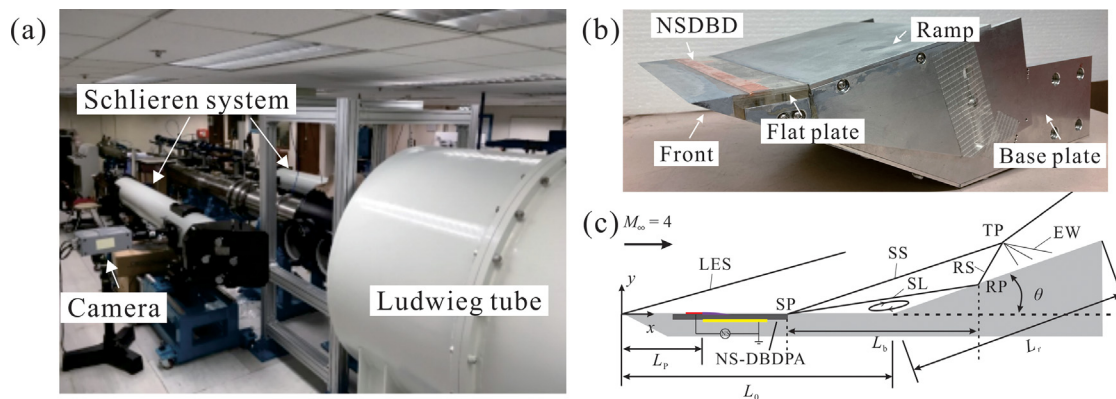 (a)
Schlieren system
Camera
Ludwieg tube
(b)
NSDBD
Ramp
Flat plate
Front
Base plate
(c)
M∞ = 4
TP
EW
LES
SS
RS
SL
RP
y
SP
θ
x
NS
NS-DBDPA
Lp
Lb
Lr
L0